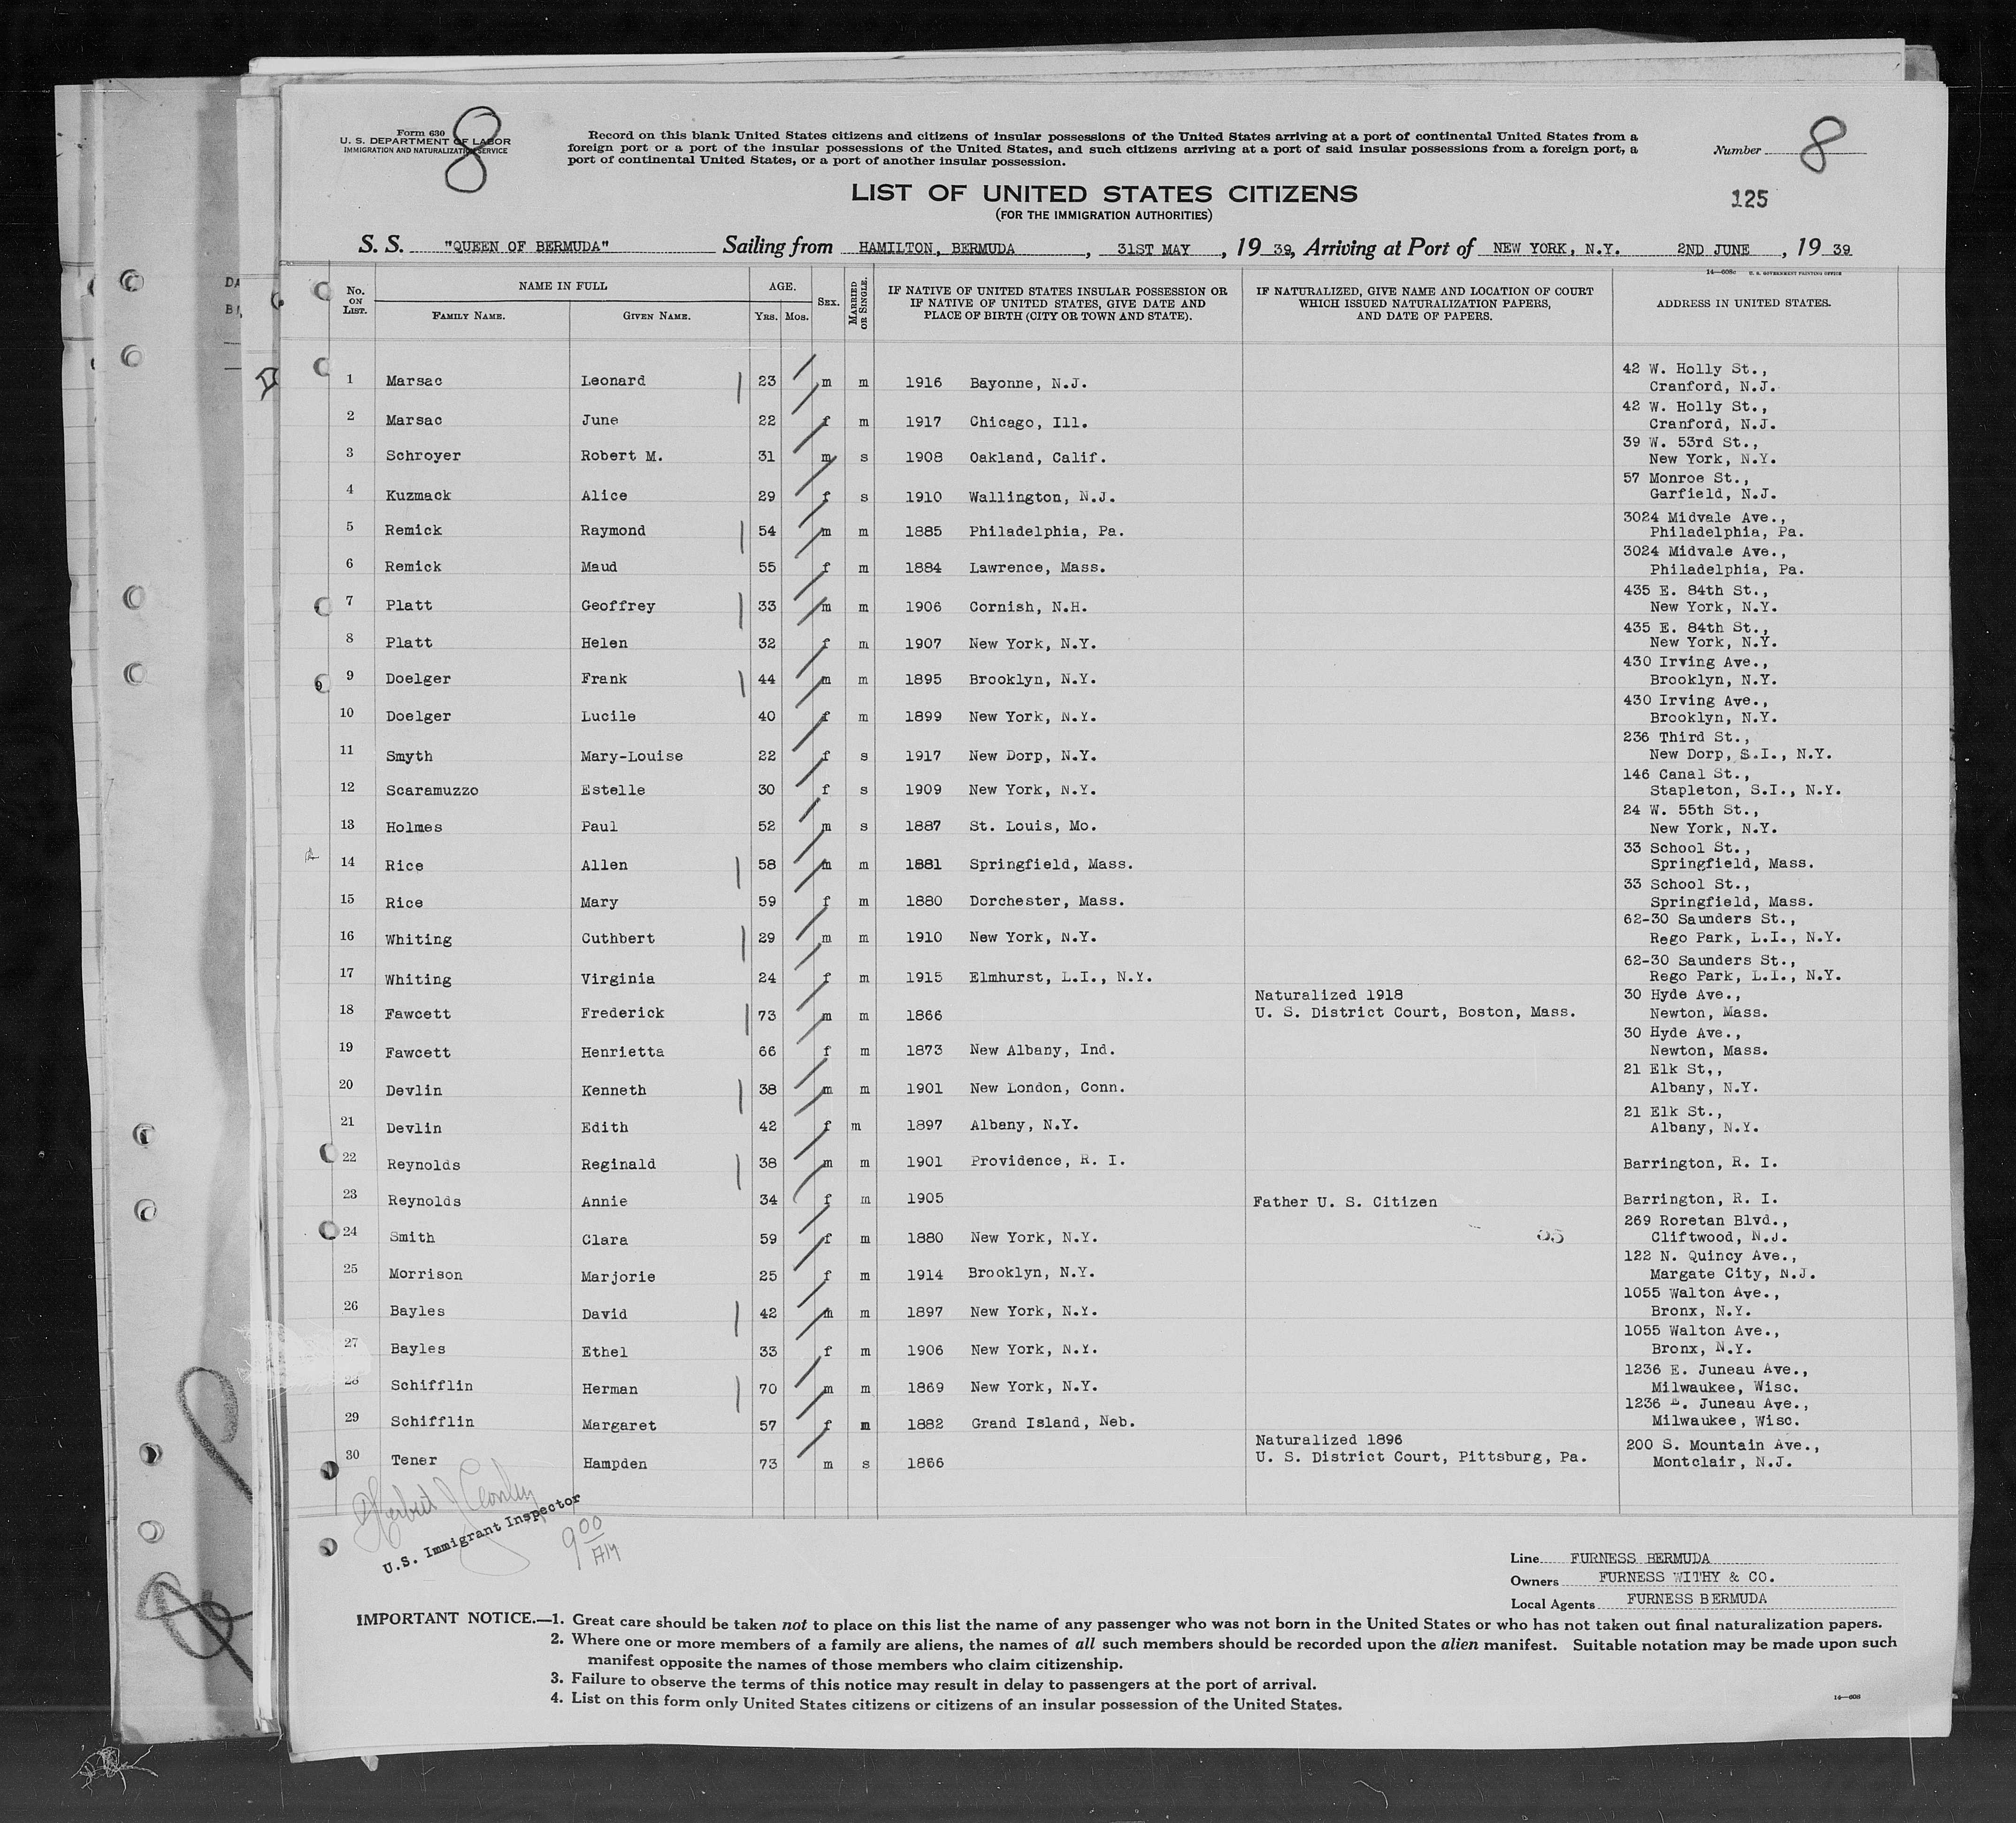 Form 630
U. S. DEPARTMENT OF LABOR
IMMIGRATION AND NATURALIZATION SERVICE
8
Record on this blank United States citizens and citizens of insular possessions of the United States arriving at a port of continental United States from a
foreign port or a port of the insular possessions of the United States, and such citizens arriving at a port of said insular possessions from a foreign port, a
port of continental United States, or a port of another insular possession.
Number 8
LIST OF UNITED STATES CITIZENS
(FOR THE IMMIGRATION AUTHORITIES)
125
S. S. "QUEEN OF BERMUDA" Sailing from HAMILTON, BERMUDA, 31ST MAY, 19 39, Arriving at Port of NEW YORK, N.Y. 2ND JUNE, 19 39
14—608c U. S. GOVERNMENT PRINTING OFFICE
No. ON LIST. NAME IN FULL FAMILY NAME. GIVEN NAME. AGE. YRS. MOS. SEX. MARRIED OR SINGLE. IF NATIVE OF UNITED STATES INSULAR POSSESSION OR IF NATIVE OF UNITED STATES, GIVE DATE AND PLACE OF BIRTH (CITY OR TOWN AND STATE). IF NATURALIZED, GIVE NAME AND LOCATION OF COURT WHICH ISSUED NATURALIZATION PAPERS, AND DATE OF PAPERS. ADDRESS IN UNITED STATES.
1 Marsac Leonard 23 m m 1916 Bayonne, N.J. 42 W. Holly St., Cranford, N.J.
2 Marsac June 22 f m 1917 Chicago, Ill. 42 W. Holly St., Cranford, N.J.
3 Schroyer Robert M. 31 m s 1908 Oakland, Calif. 39 W. 53rd St., New York, N.Y.
4 Kuzmack Alice 29 f s 1910 Wallington, N.J. 57 Monroe St., Garfield, N.J.
5 Remick Raymond 54 m m 1885 Philadelphia, Pa. 3024 Midvale Ave., Philadelphia, Pa.
6 Remick Maud 55 f m 1884 Lawrence, Mass. 3024 Midvale Ave., Philadelphia, Pa.
7 Platt Geoffrey 33 m m 1906 Cornish, N.H. 435 E. 84th St., New York, N.Y.
8 Platt Helen 32 f m 1907 New York, N.Y. 435 E. 84th St., New York, N.Y.
9 Doelger Frank 44 m m 1895 Brooklyn, N.Y. 430 Irving Ave., Brooklyn, N.Y.
10 Doelger Lucile 40 f m 1899 New York, N.Y. 430 Irving Ave., Brooklyn, N.Y.
11 Smyth Mary-Louise 22 f s 1917 New Dorp, N.Y. 236 Third St., New Dorp, S.I., N.Y.
12 Scaramuzzo Estelle 30 f s 1909 New York, N.Y. 146 Canal St., Stapleton, S.I., N.Y.
13 Holmes Paul 52 m s 1887 St. Louis, Mo. 24 W. 55th St., New York, N.Y.
14 Rice Allen 58 m m 1881 Springfield, Mass. 33 School St., Springfield, Mass.
15 Rice Mary 59 f m 1880 Dorchester, Mass. 33 School St., Springfield, Mass.
16 Whiting Cuthbert 29 m m 1910 New York, N.Y. 62-30 Saunders St., Rego Park, L.I., N.Y.
17 Whiting Virginia 24 f m 1915 Elmhurst, L.I., N.Y. 62-30 Saunders St., Rego Park, L.I., N.Y.
18 Fawcett Frederick 73 m m 1866 Naturalized 1918 U. S. District Court, Boston, Mass. 30 Hyde Ave., Newton, Mass.
19 Fawcett Henrietta 66 f m 1873 New Albany, Ind. 30 Hyde Ave., Newton, Mass.
20 Devlin Kenneth 38 m m 1901 New London, Conn. 21 Elk St,, Albany, N.Y.
21 Devlin Edith 42 f m 1897 Albany, N.Y. 21 Elk St., Albany, N.Y.
22 Reynolds Reginald 38 m m 1901 Providence, R. I. Barrington, R. I.
23 Reynolds Annie 34 f m 1905 Father U. S. Citizen Barrington, R. I.
24 Smith Clara 59 f m 1880 New York, N.Y. 269 Roretan Blvd., Cliftwood, N.J.
25 Morrison Marjorie 25 f m 1914 Brooklyn, N.Y. 122 N. Quincy Ave., Margate City, N.J.
26 Bayles David 42 m m 1897 New York, N.Y. 1055 Walton Ave., Bronx, N.Y.
27 Bayles Ethel 33 f m 1906 New York, N.Y. 1055 Walton Ave., Bronx, N.Y.
28 Schifflin Herman 70 m m 1869 New York, N.Y. 1236 E. Juneau Ave., Milwaukee, Wisc.
29 Schifflin Margaret 57 f m 1882 Grand Island, Neb. 1236 E. Juneau Ave., Milwaukee, Wisc.
30 Tener Hampden 73 m s 1866 Naturalized 1896 U. S. District Court, Pittsburg, Pa. 200 S. Mountain Ave., Montclair, N.J.
U.S. Immigrant Inspector
9 00 AM
Line FURNESS BERMUDA
Owners FURNESS WITHY & CO.
Local Agents FURNESS BERMUDA
IMPORTANT NOTICE.—1. Great care should be taken not to place on this list the name of any passenger who was not born in the United States or who has not taken out final naturalization papers.
2. Where one or more members of a family are aliens, the names of all such members should be recorded upon the alien manifest. Suitable notation may be made upon such
manifest opposite the names of those members who claim citizenship.
3. Failure to observe the terms of this notice may result in delay to passengers at the port of arrival.
4. List on this form only United States citizens or citizens of an insular possession of the United States.
14—608